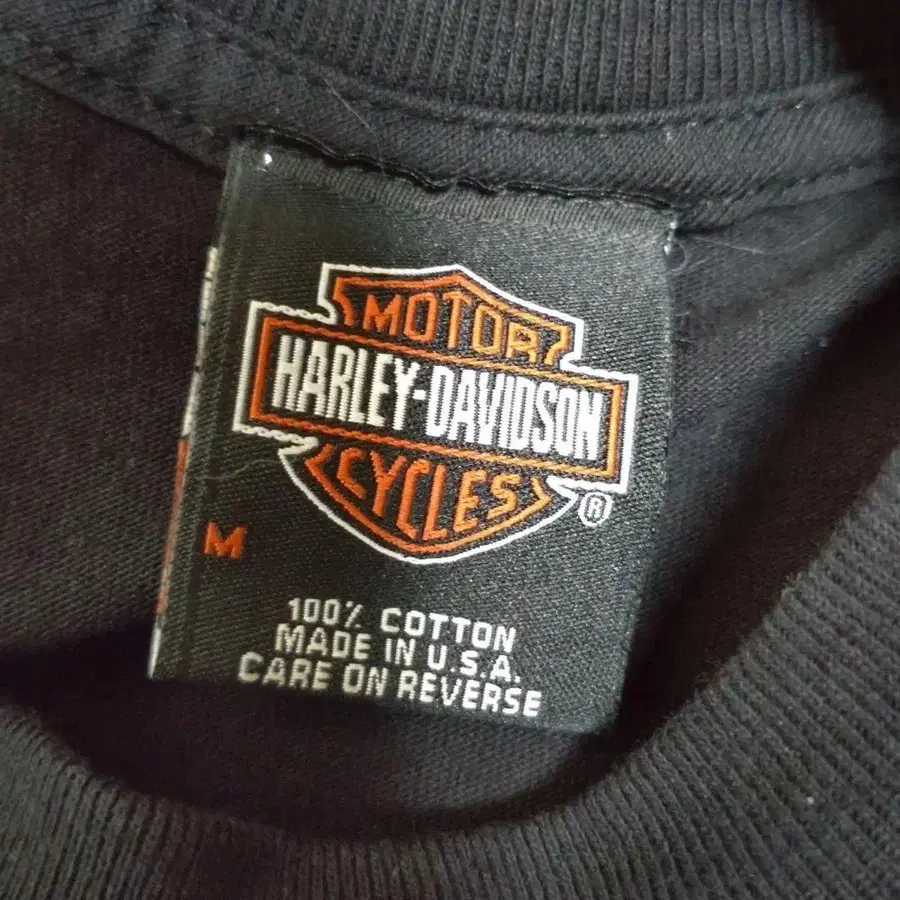 MOTOR
HARLEY-DAVIDSON
CYCLES
®
M
100% COTTON
MADE IN U.S.A.
CARE ON REVERSE